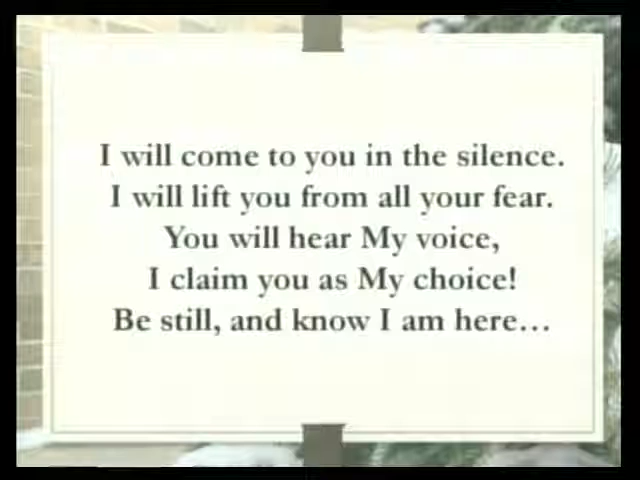 I will come to you in the silence.
I will lift you from all your fear.
You will hear My voice,
I claim you as My choice!
Be still, and know I am here...